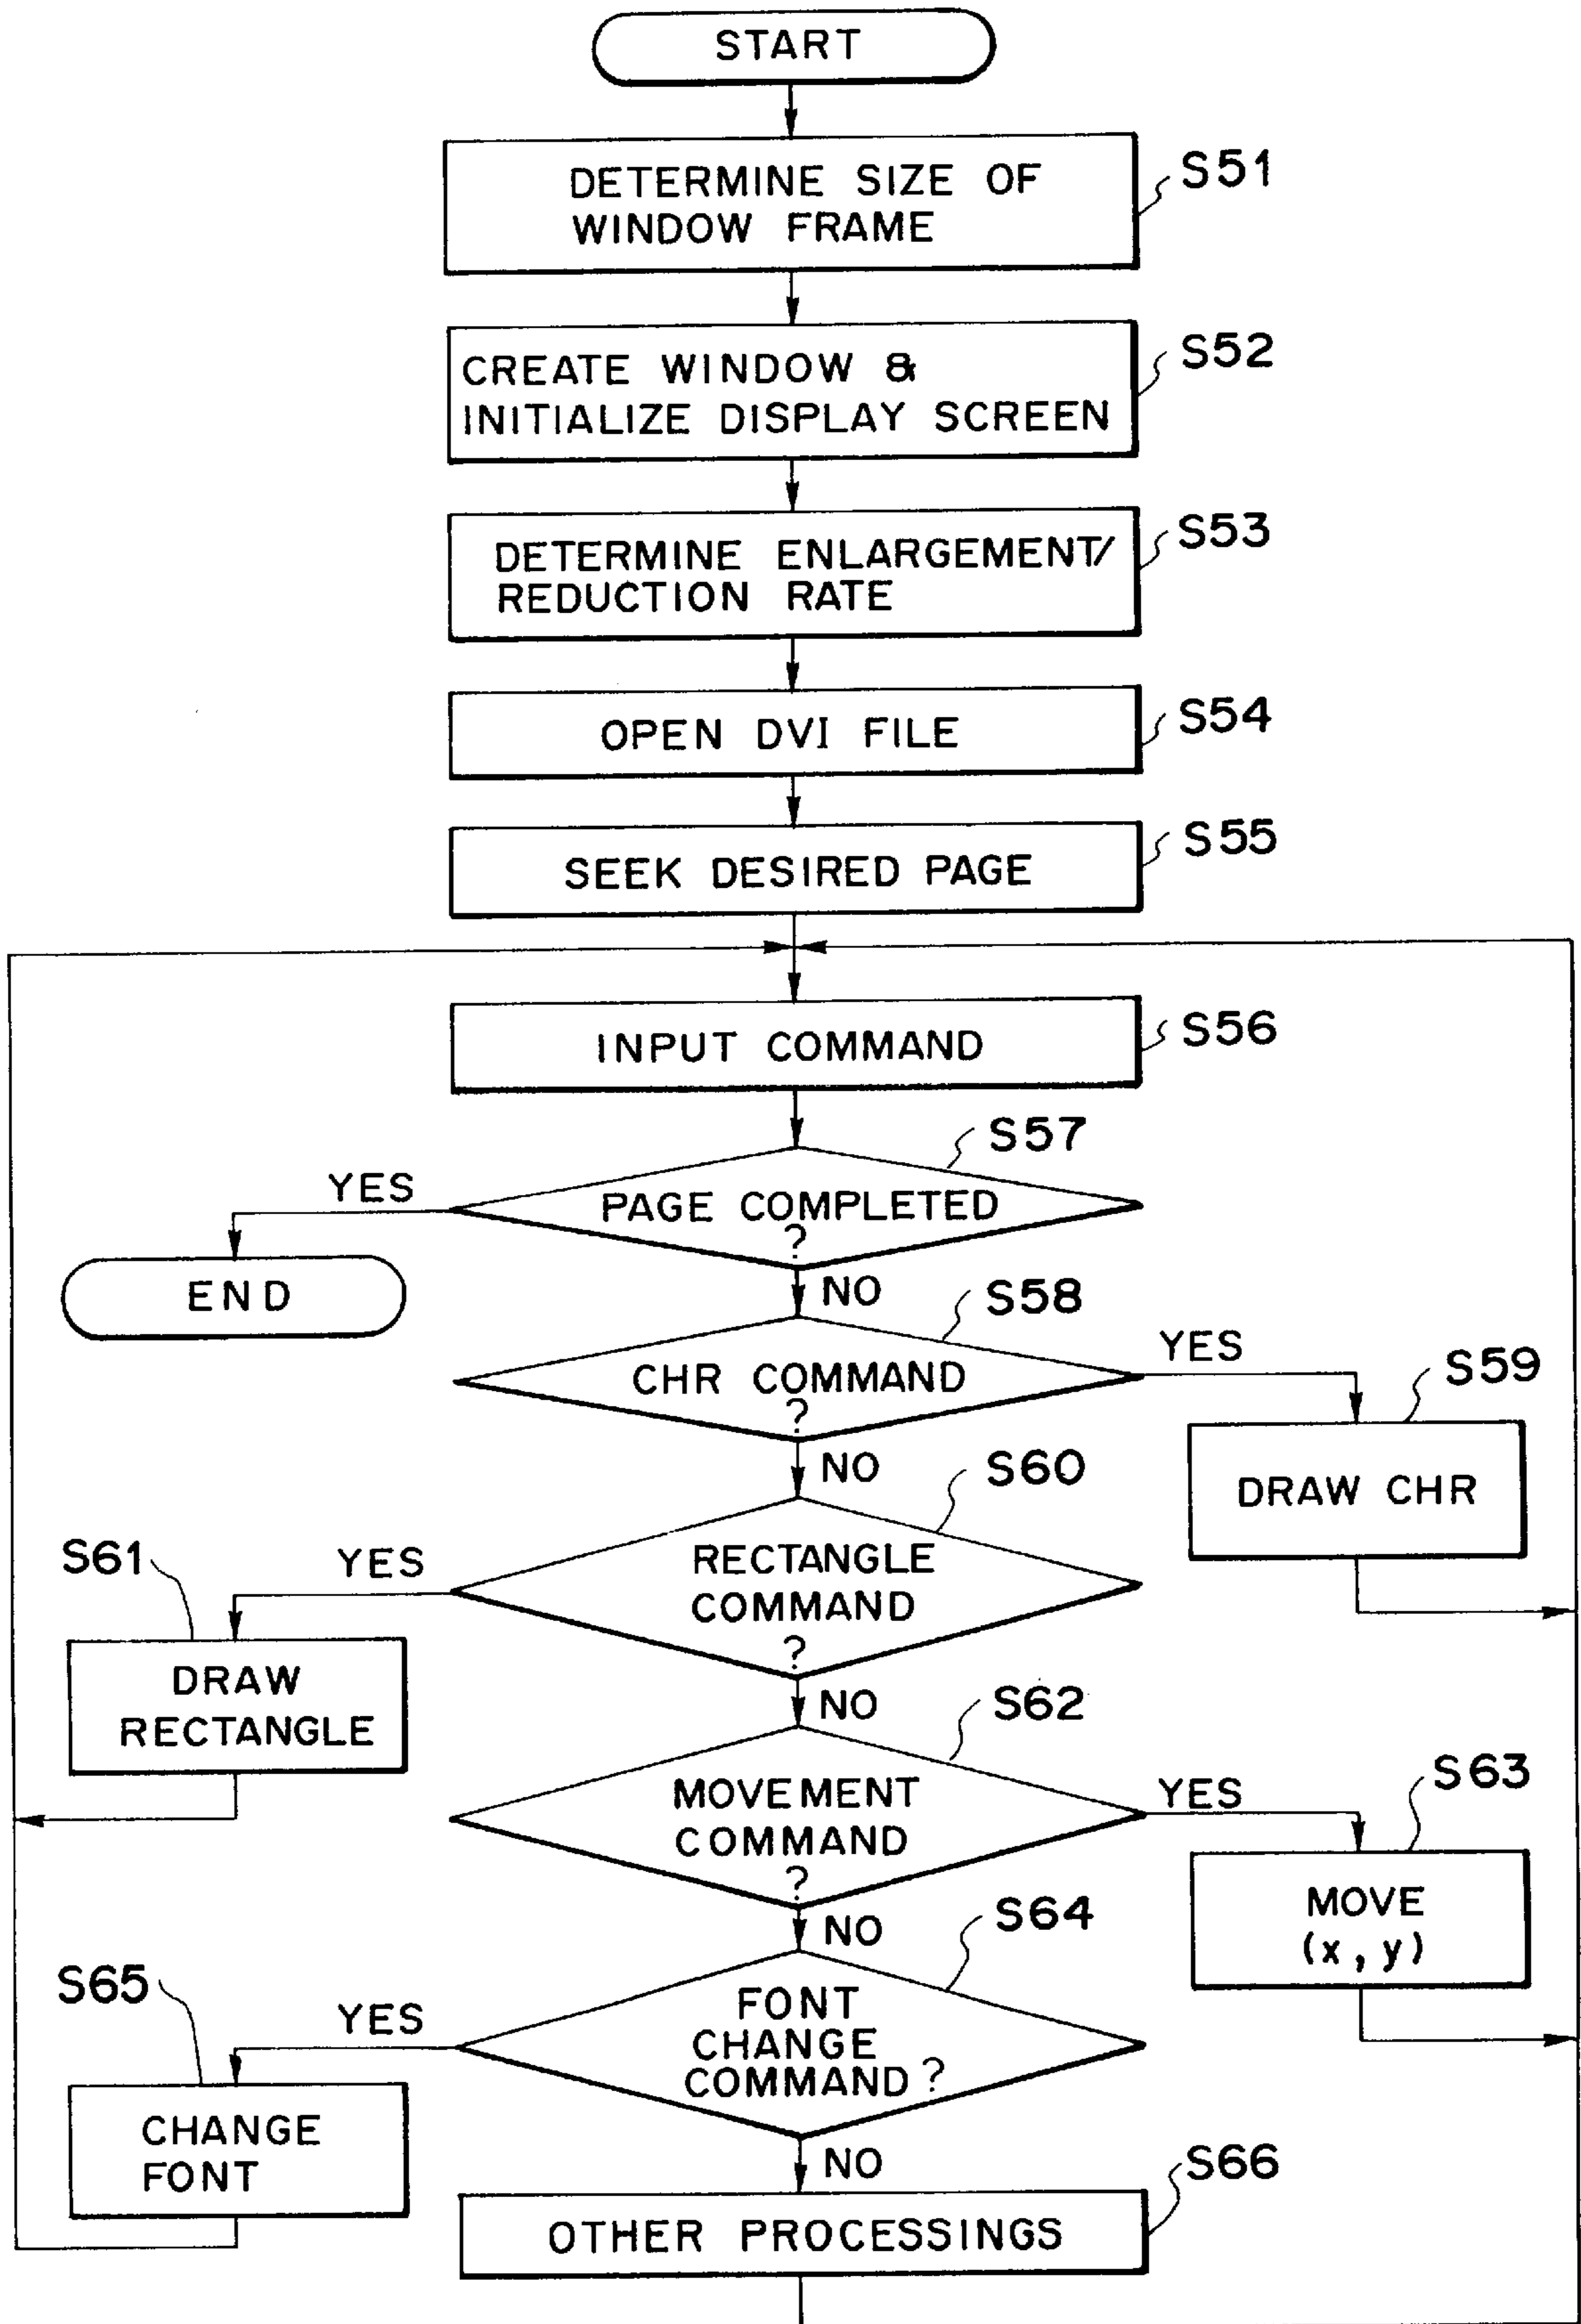 START
DETERMINE SIZE OF
WINDOW FRAME
S51
CREATE WINDOW &
INITIALIZE DISPLAY SCREEN
S52
DETERMINE ENLARGEMENT/
REDUCTION RATE
S53
OPEN DVI FILE
S54
SEEK DESIRED PAGE
S55
INPUT COMMAND
S56
S57
YES
PAGE COMPLETED
?
END
NO
S58
CHR COMMAND
?
YES
S59
DRAW CHR
NO
S60
RECTANGLE
COMMAND
?
YES
S61
DRAW
RECTANGLE
NO
S62
MOVEMENT
COMMAND
?
YES
S63
MOVE
(x, y)
NO
S64
FONT
CHANGE
COMMAND ?
YES
S65
CHANGE
FONT
NO
S66
OTHER PROCESSINGS